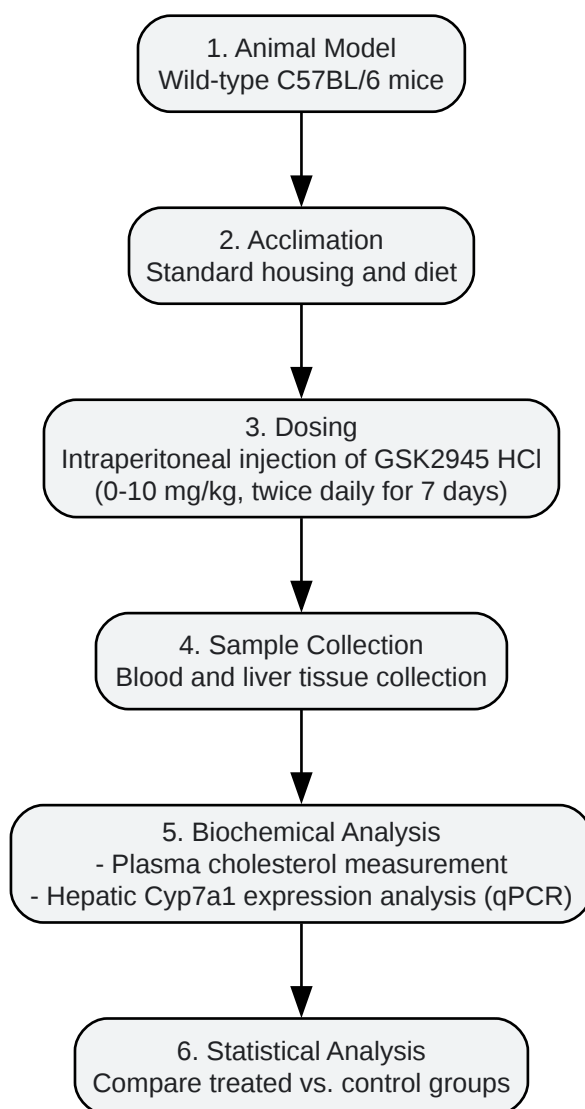 1. Animal Model
Wild-type C57BL/6 mice
2. Acclimation
Standard housing and diet
3. Dosing
Intraperitoneal injection of GSK2945 HCl
(0-10 mg/kg, twice daily for 7 days)
4. Sample Collection
Blood and liver tissue collection
5. Biochemical Analysis
- Plasma cholesterol measurement
- Hepatic Cyp7a1 expression analysis (qPCR)
6. Statistical Analysis
Compare treated vs. control groups